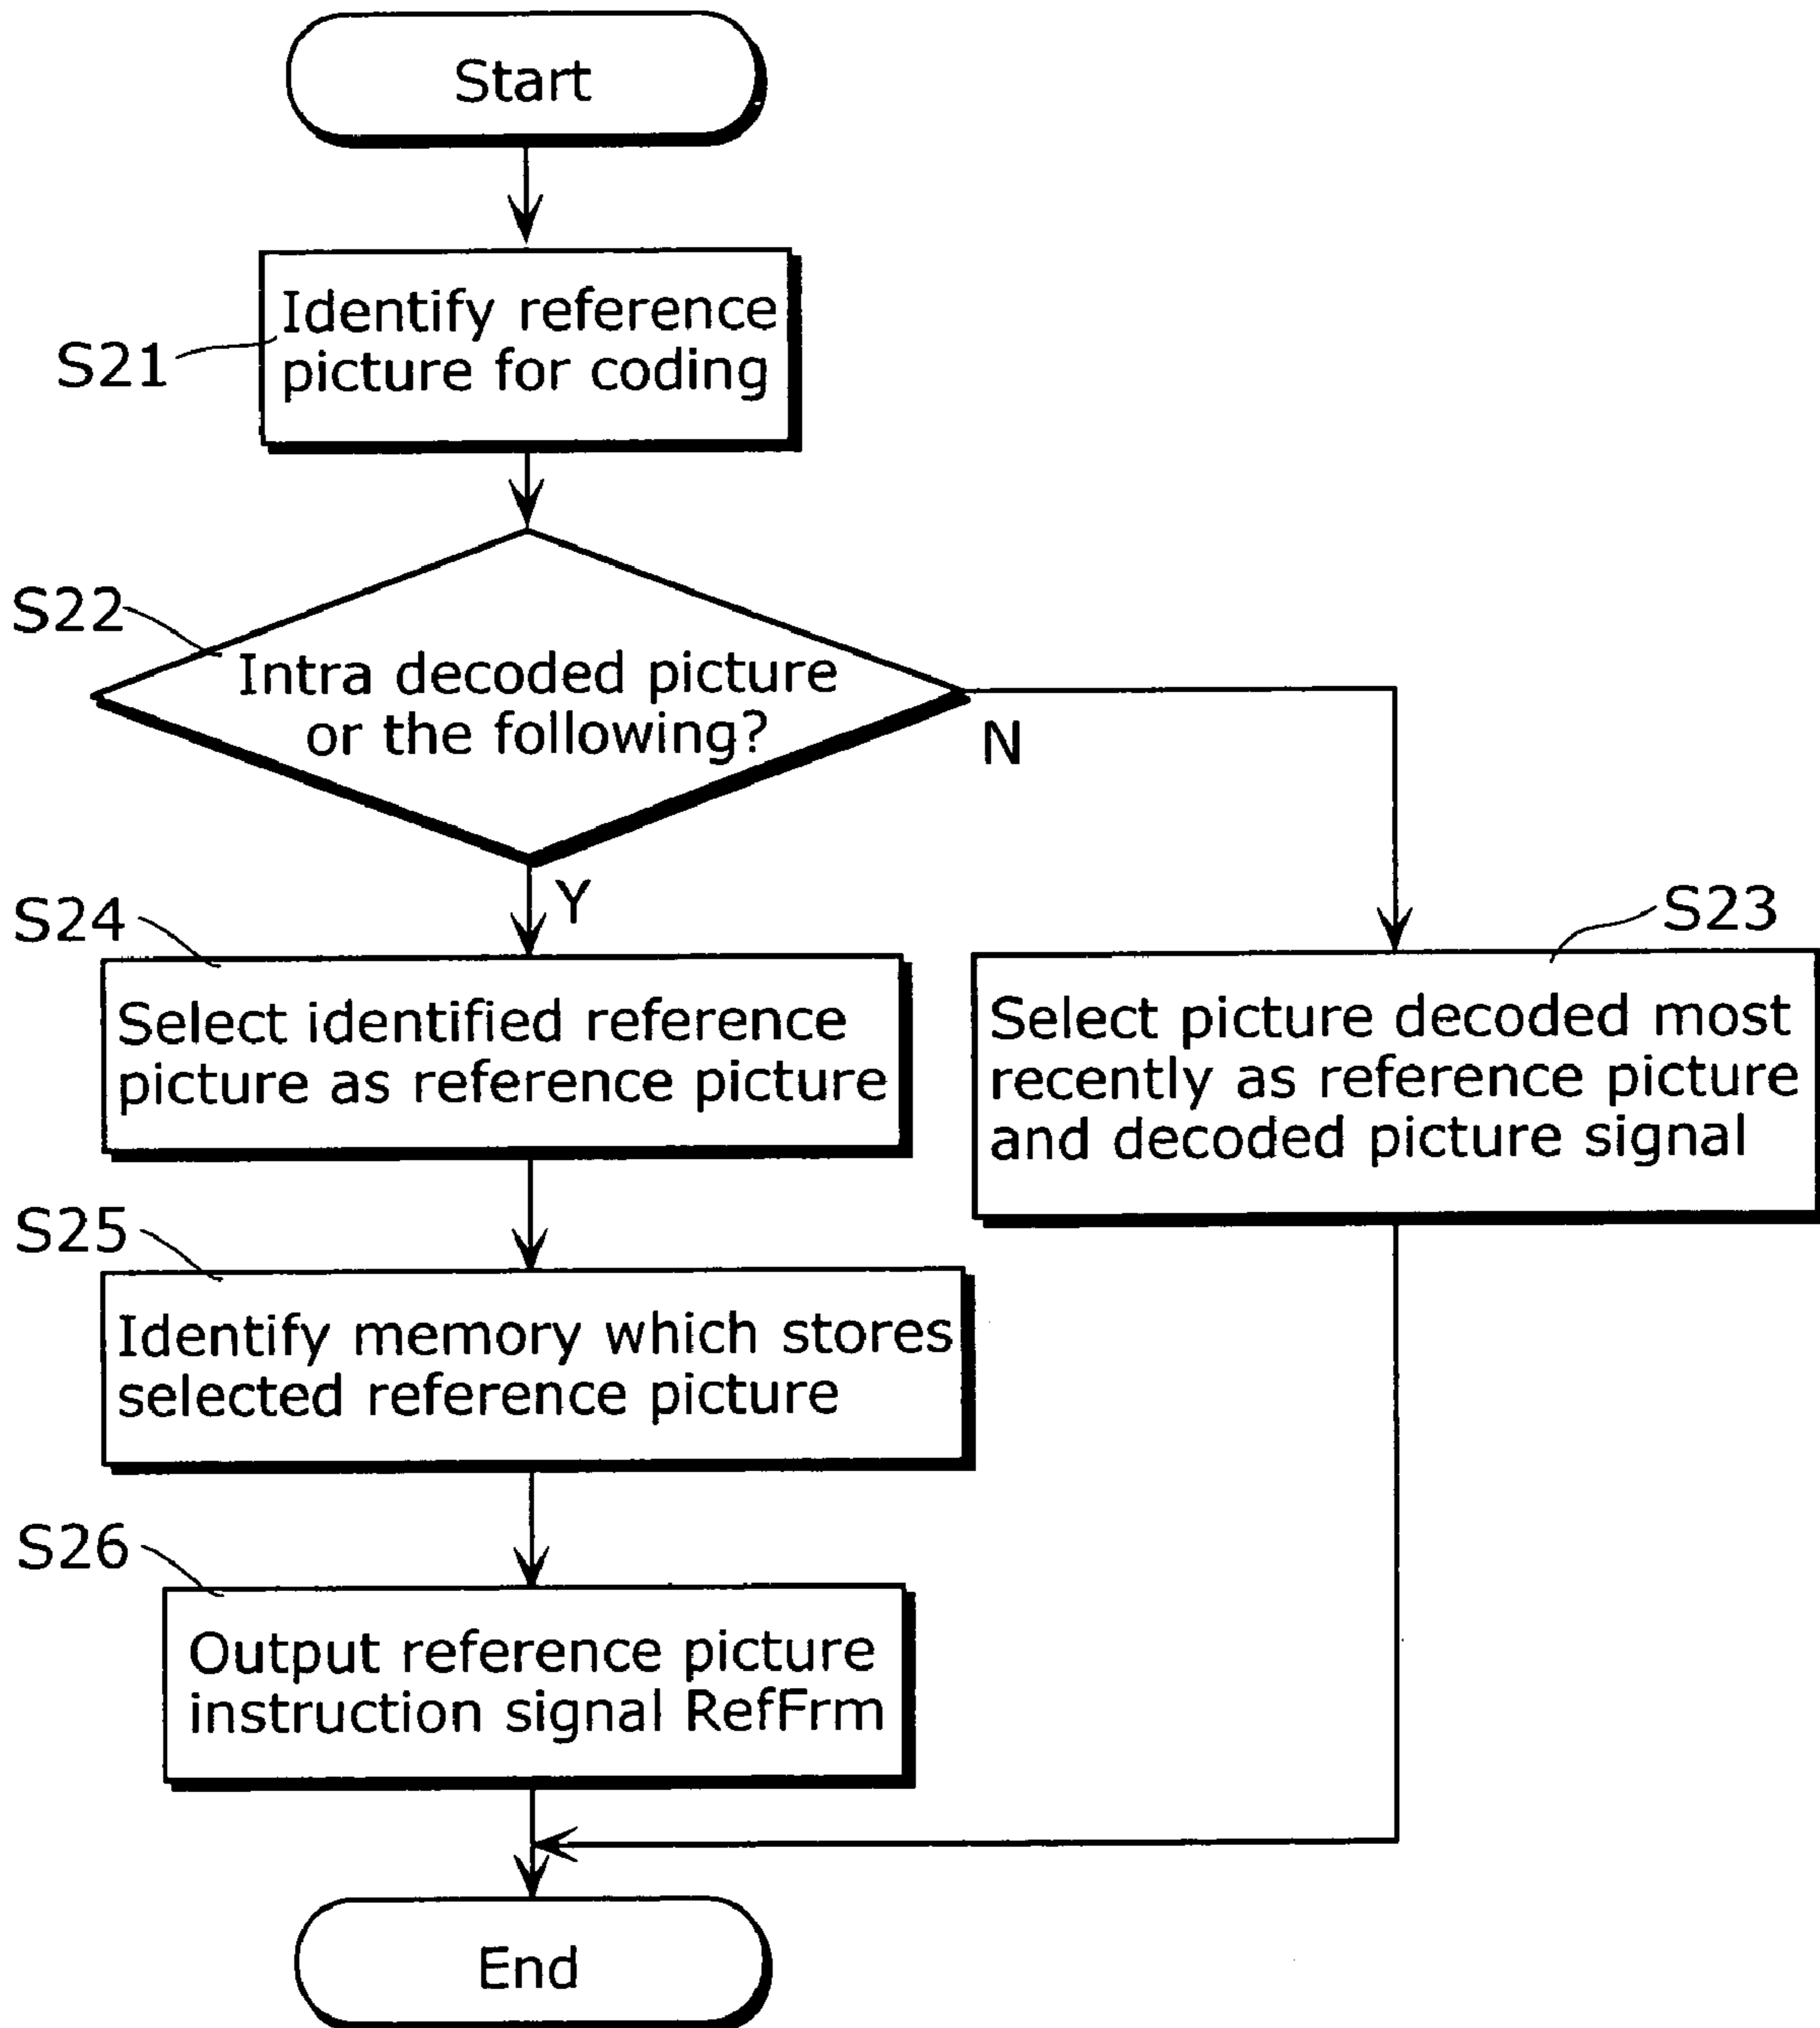 Start
S21
Identify reference
picture for coding
S22
Intra decoded picture
or the following?
N
Y
S24
Select identified reference
picture as reference picture
S23
Select picture decoded most
recently as reference picture
and decoded picture signal
S25
Identify memory which stores
selected reference picture
S26
Output reference picture
instruction signal RefFrm
End